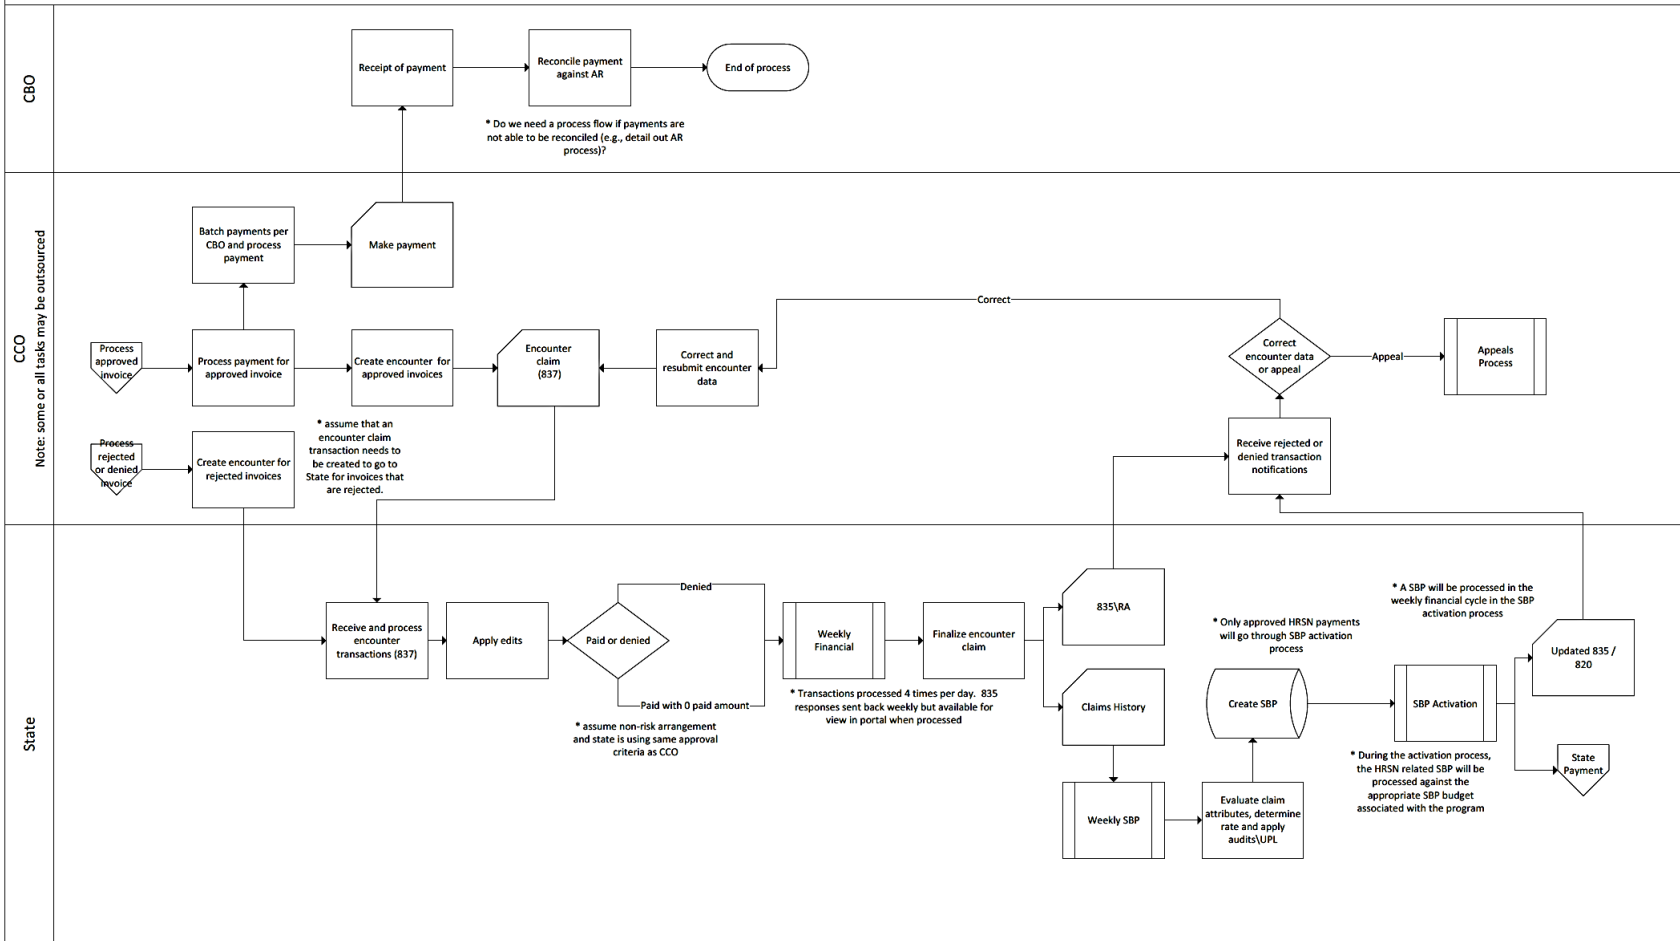 CBO
Receipt of payment
Reconcile payment
against AR
End of process
* Do we need a process flow if payments are
not able to be reconciled (e.g., detail out AR
process)?
CCO
Note: some or all tasks may be outsourced
Batch payments per
CBO and process
payment
Make payment
Process
approved
invoice
Process payment for
approved invoice
Create encounter for
approved invoices
Encounter
claim
(837)
Correct and
resubmit encounter
data
Correct
Correct
encounter data
or appeal
Appeal
Appeals
Process
Process
rejected
or denied
invoice
Create encounter for
rejected invoices
* assume that an
encounter claim
transaction needs to
be created to go to
State for invoices that
are rejected.
Receive rejected or
denied transaction
notifications
State
Receive and process
encounter
transactions (837)
Apply edits
Paid or denied
Denied
Paid with 0 paid amount
* assume non-risk arrangement
and state is using same approval
criteria as CCO
Weekly
Financial
* Transactions processed 4 times per day. 835
responses sent back weekly but available for
view in portal when processed
Finalize encounter
claim
835\RA
Claims History
Weekly SBP
Evaluate claim
attributes, determine
rate and apply
audits\UPL
* Only approved HRSN payments
will go through SBP activation
process
Create SBP
* A SBP will be processed in the
weekly financial cycle in the SBP
activation process
SBP Activation
* During the activation process,
the HRSN related SBP will be
processed against the
appropriate SBP budget
associated with the program
Updated 835 /
820
State
Payment